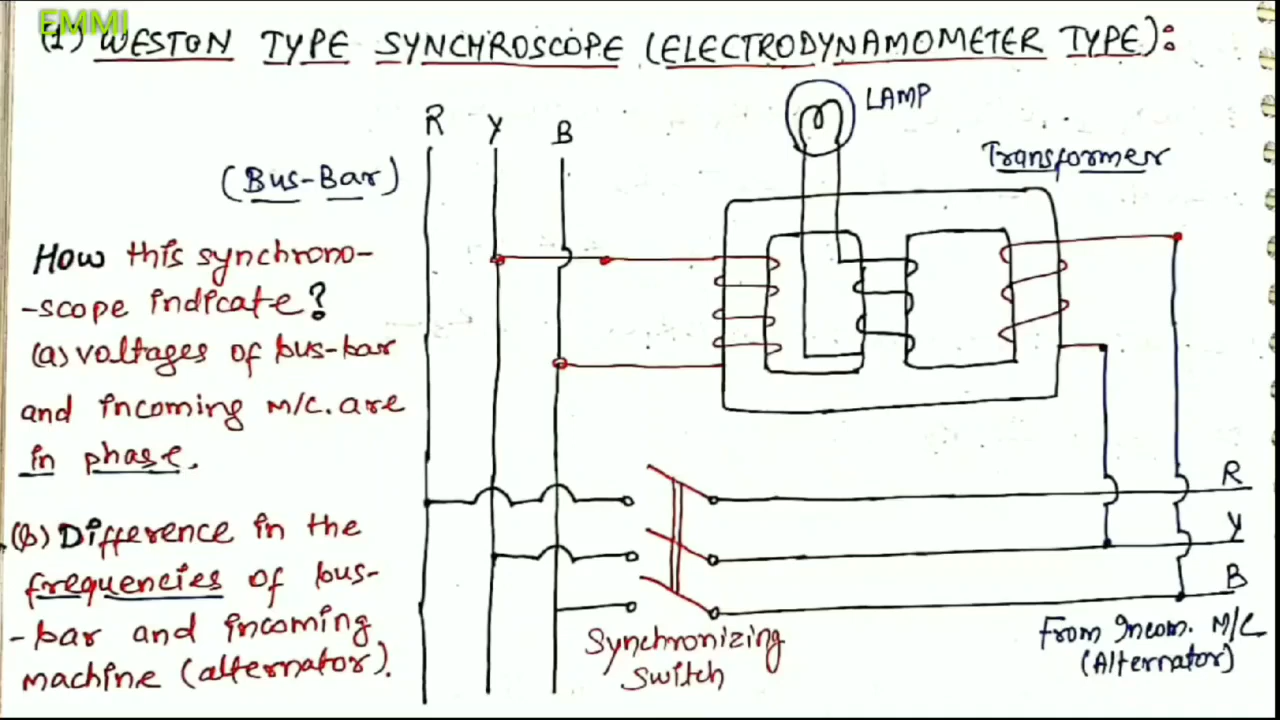 EMMI
(1) WESTON TYPE SYNCHROSCOPE (ELECTRODYNAMOMETER TYPE):
LAMP
R Y B
Transformer
(Bus-Bar)
How this synchrono-
-scope indicate?
(a) voltages of bus-bar
and incoming m/c. are
in phase.
(b) Difference in the
frequencies of bus-
-bar and incoming
machine (alternator).
R
Y
B
Synchronizing
Switch
From Incom. M/C
(Alternator)